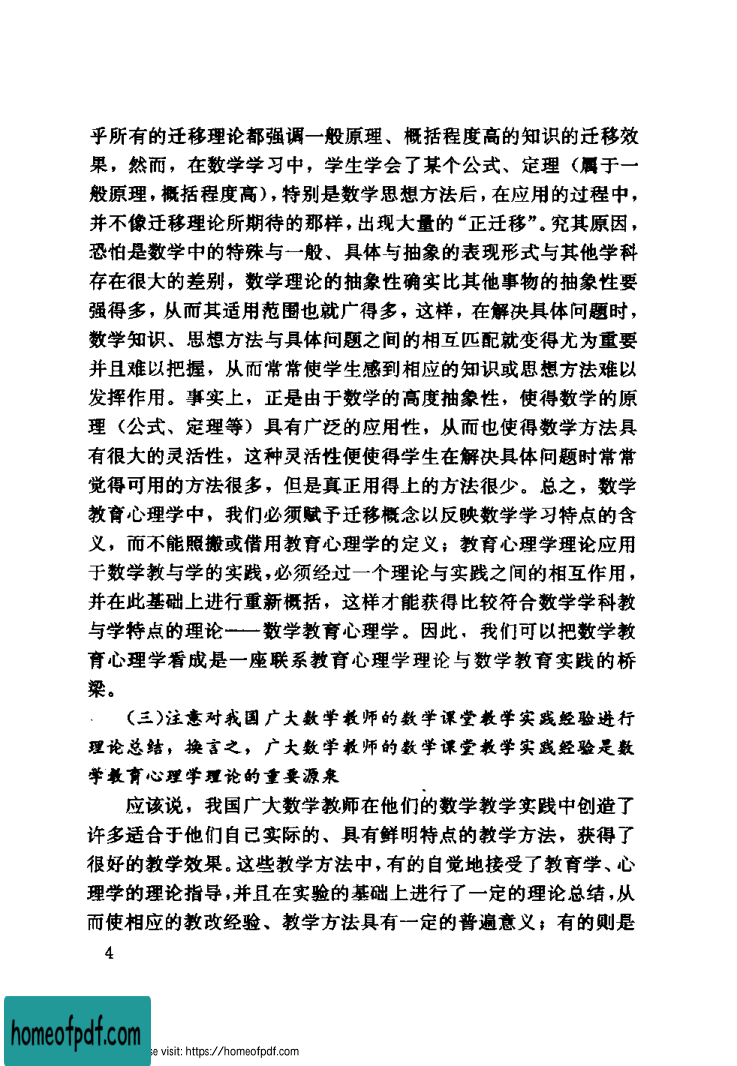 乎所有的迁移理论都强调一般原理、概括程度高的知识的迁移效
果，然而，在数学学习中，学生学会了某个公式、定理（属于一
般原理，概括程度高），特别是数学思想方法后，在应用的过程中，
并不像迁移理论所期待的那样，出现大量的“正迁移”。究其原因，
恐怕是数学中的特殊与一般、具体与抽象的表现形式与其他学科
存在很大的差别，数学理论的抽象性确实比其他事物的抽象性要
强得多，从而其适用范围也就广得多，这样，在解决具体问题时，
数学知识、思想方法与具体问题之间的相互匹配就变得尤为重要
并且难以把握，从而常常使学生感到相应的知识或思想方法难以
发挥作用。事实上，正是由于数学的高度抽象性，使得数学的原
理（公式、定理等）具有广泛的应用性，从而也使得数学方法具
有很大的灵活性，这种灵活性便使得学生在解决具体问题时常常
觉得可用的方法很多，但是真正用得上的方法很少。总之，数学
教育心理学中，我们必须赋予迁移概念以反映数学学习特点的含
义，而不能照搬或借用教育心理学的定义；教育心理学理论应用
于数学教与学的实践，必须经过一个理论与实践之间的相互作用，
并在此基础上进行重新概括，这样才能获得比较符合数学学科教
与学特点的理论——数学教育心理学。因此，我们可以把数学教
育心理学看成是一座联系教育心理学理论与数学教育实践的桥
梁。
（三）注意对我国广大数学教师的数学课堂教学实践经验进行
理论总结，换言之，广大数学教师的数学课堂教学实践经验是数
学教育心理学理论的重要源泉
应该说，我国广大数学教师在他们的数学教学实践中创造了
许多适合于他们自己实际的、具有鲜明特点的教学方法，获得了
很好的教学效果。这些教学方法中，有的自觉地接受了教育学、心
理学的理论指导，并且在实验的基础上进行了一定的理论总结，从
而使相应的教改经验、教学方法具有一定的普遍意义；有的则是
4
homeofpdf.com
se visit: https://homeofpdf.com